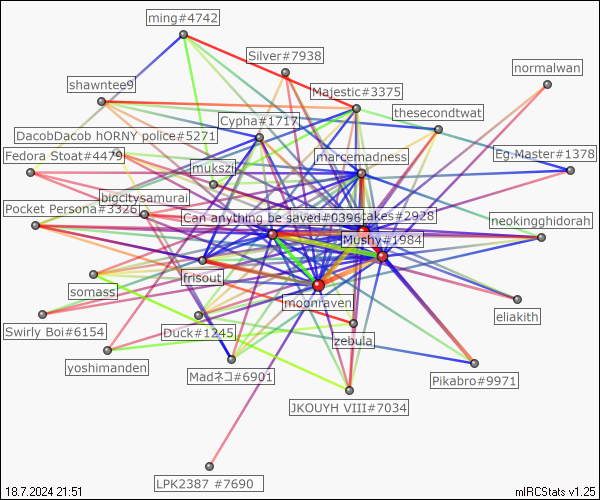 ming#4742
Silver#7938
normalwan
shawntee9
Majestic#3375
thesecondtwat
Cypha#1717
DacobDacob hORNY police#5271
Fedora Stoat#4479
marcemadness
Eg.Master#1378
mukszi
bigcitysamurai
Pocket Persona#3326
Can anything be saved#0396
takes#2928
neokingghidorah
Mushy#1984
frisout
somass
moonraven
eliakith
Swirly Boi#6154
Duck#1245
zebula
yoshimanden
Madネコ#6901
Pikabro#9971
JKOUYH VIII#7034
LPK2387 #7690
18.7.2024 21:51
mIRCStats v1.25